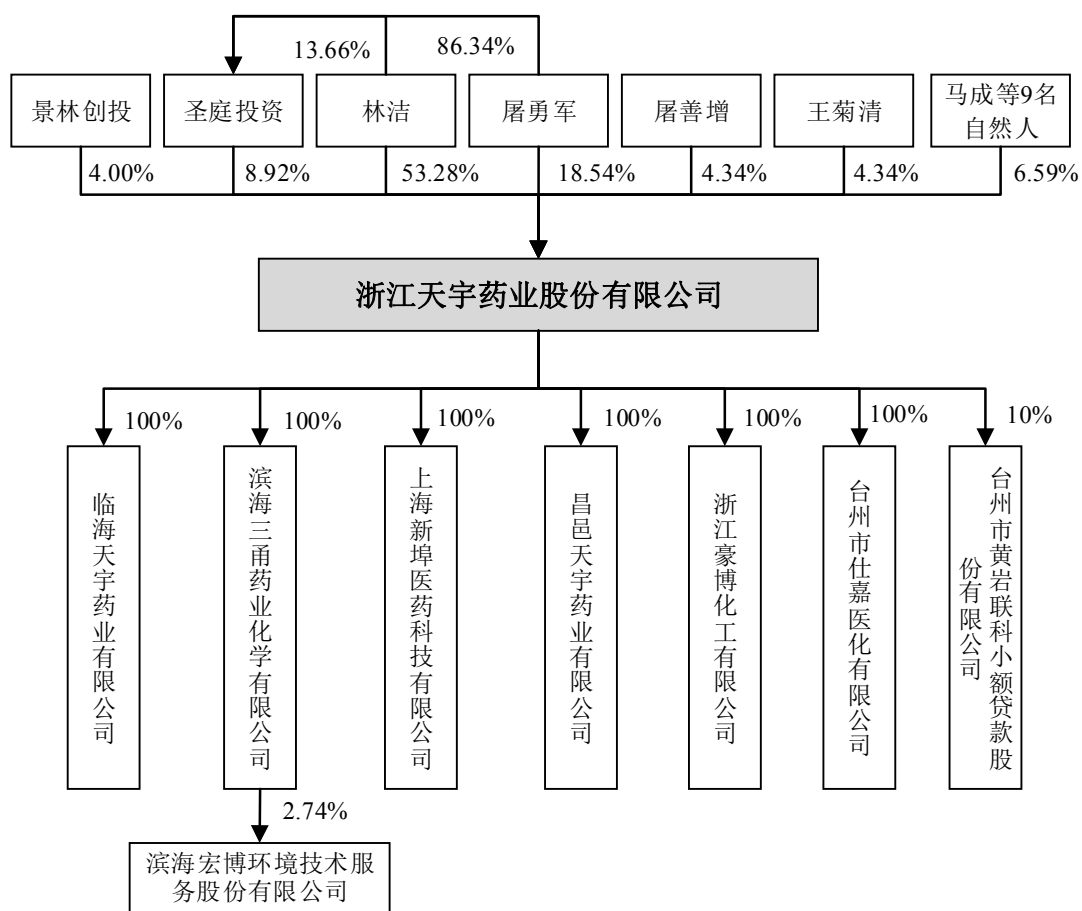 13.66%
86.34%
景林创投
圣庭投资
林洁
屠勇军
屠善增
王菊清
马成等9名
自然人
4.00%
8.92%
53.28%
18.54%
4.34%
4.34%
6.59%
浙江天宇药业股份有限公司
100%
100%
100%
100%
100%
100%
10%
临海天宇药业有限公司
滨海三甬药业化学有限公司
上海新埠医药科技有限公司
昌邑天宇药业有限公司
浙江豪博化工有限公司
台州市仕嘉医化有限公司
台州市黄岩联科小额贷款股
份有限公司
2.74%
滨海宏博环境技术服
务股份有限公司